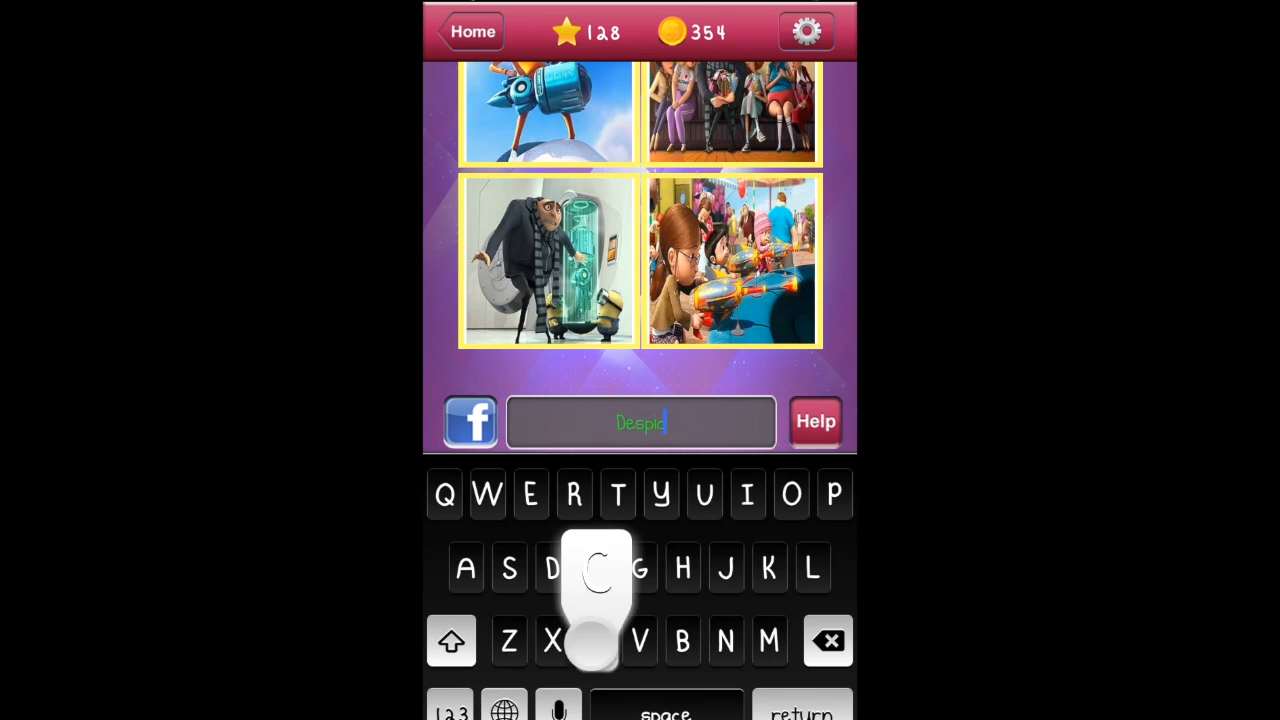 Home 128 354
f Despic Help
Q W E R T Y U I O P
A S D C G H J K L
Z X V B N M
123 space return